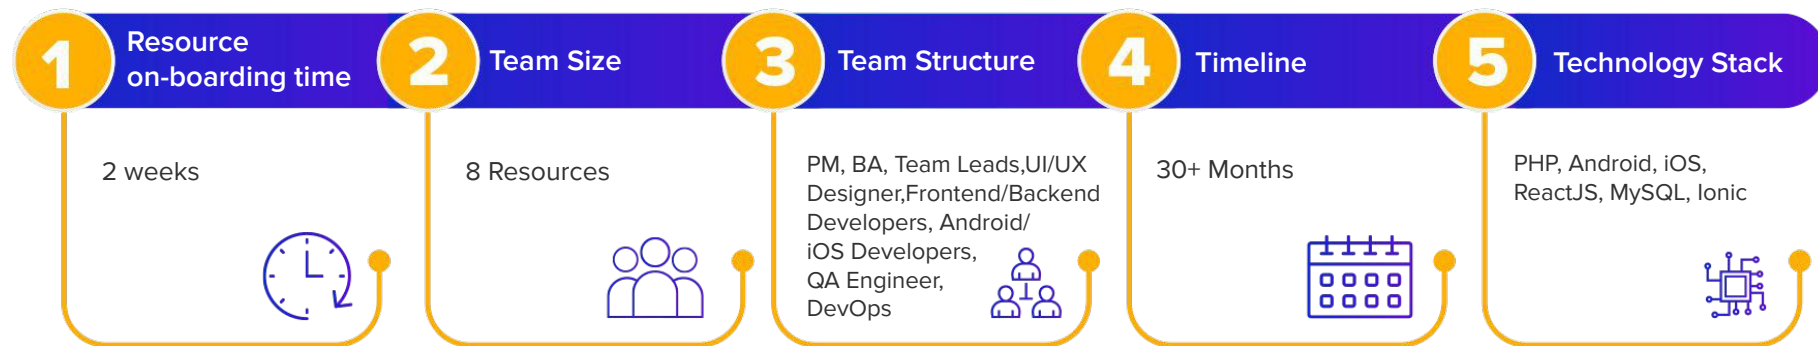 1
Resource
on-boarding time
2 weeks
2
Team Size
8 Resources
3
Team Structure
PM, BA, Team Leads,UI/UX
Designer,Frontend/Backend
Developers, Android/
iOS Developers,
QA Engineer,
DevOps
4
Timeline
30+ Months
5
Technology Stack
PHP, Android, iOS,
ReactJS, MySQL, Ionic